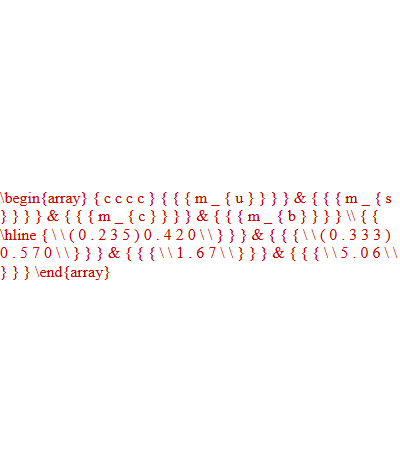 \begin{array} { c c c c } { { { m _ { u } } } } & { { { m _ { s
} } } } & { { { m _ { c } } } } & { { { m _ { b } } } } \\ { {
\hline { \\ ( 0 . 2 3 5 ) 0 . 4 2 0 \\ } } } & { { { \\ ( 0 . 3 3 3 )
0 . 5 7 0 \\ } } } & { { { \\ 1 . 6 7 \\ } } } & { { { \\ 5 . 0 6 \\
} } } \end{array}